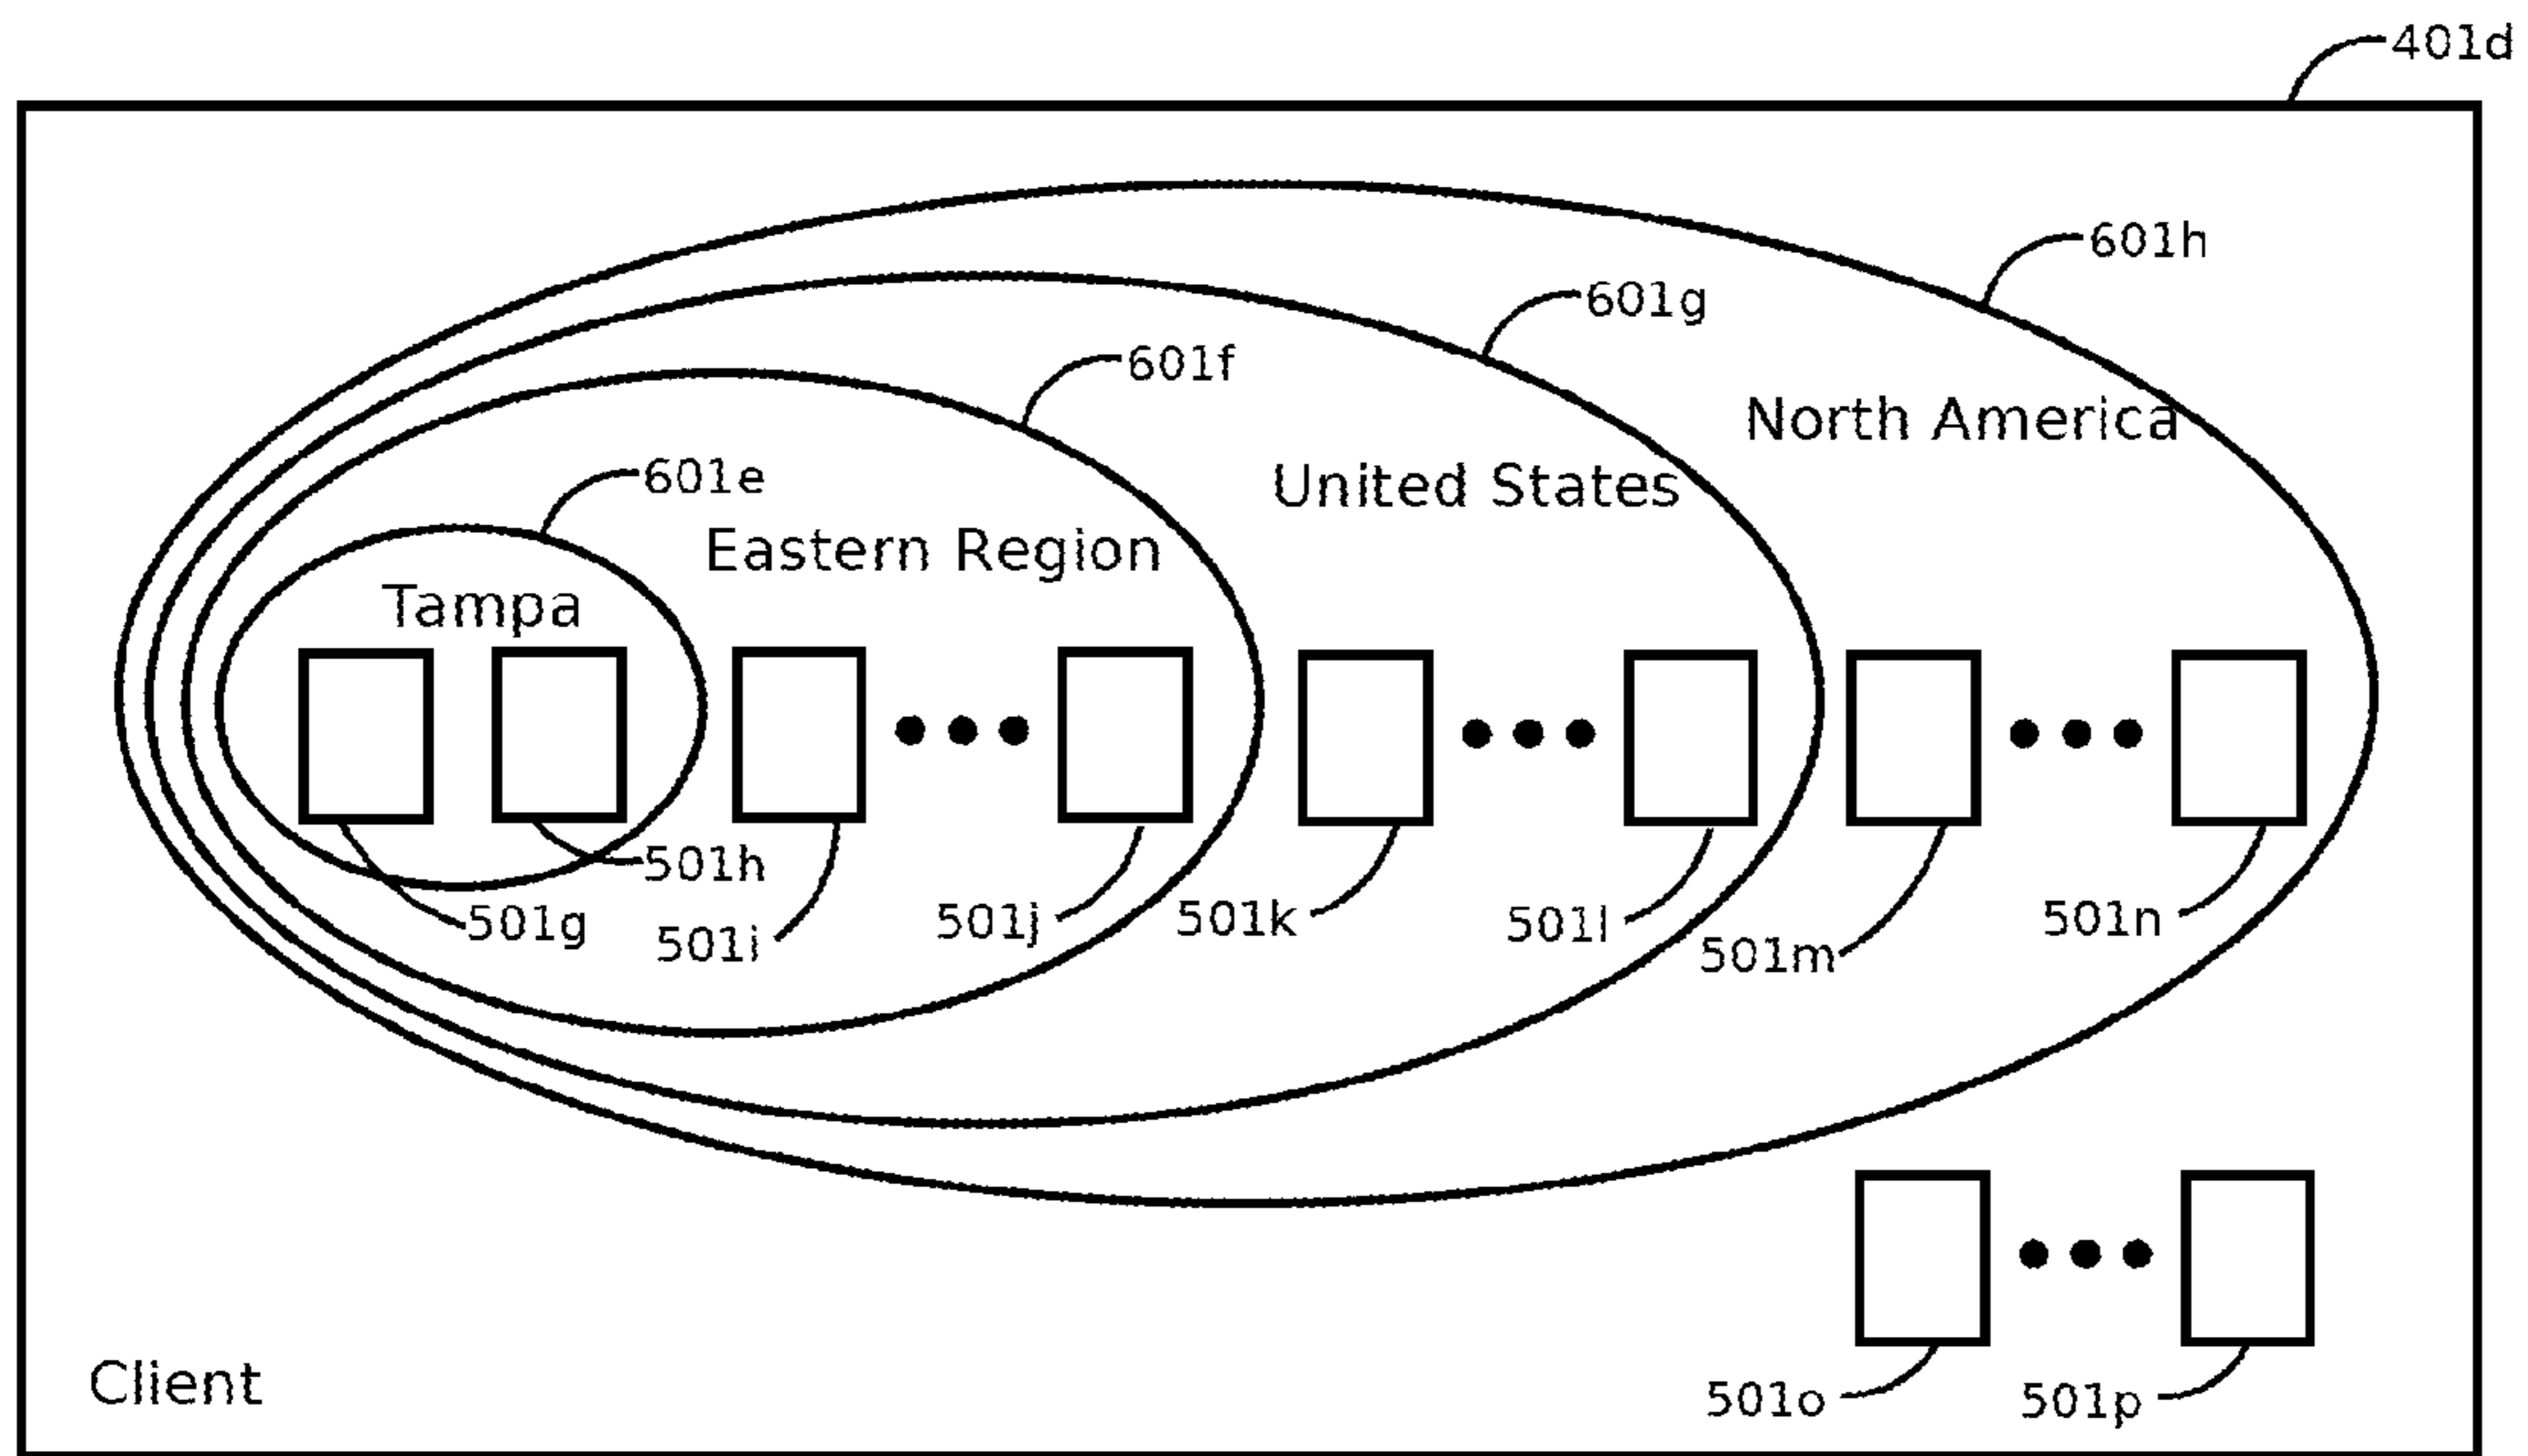 401d
601h
601g
601f
North America
United States
601e
Eastern Region
Tampa
501h
501g
501i
501j
501k
501l
501m
501n
Client
501o
501p